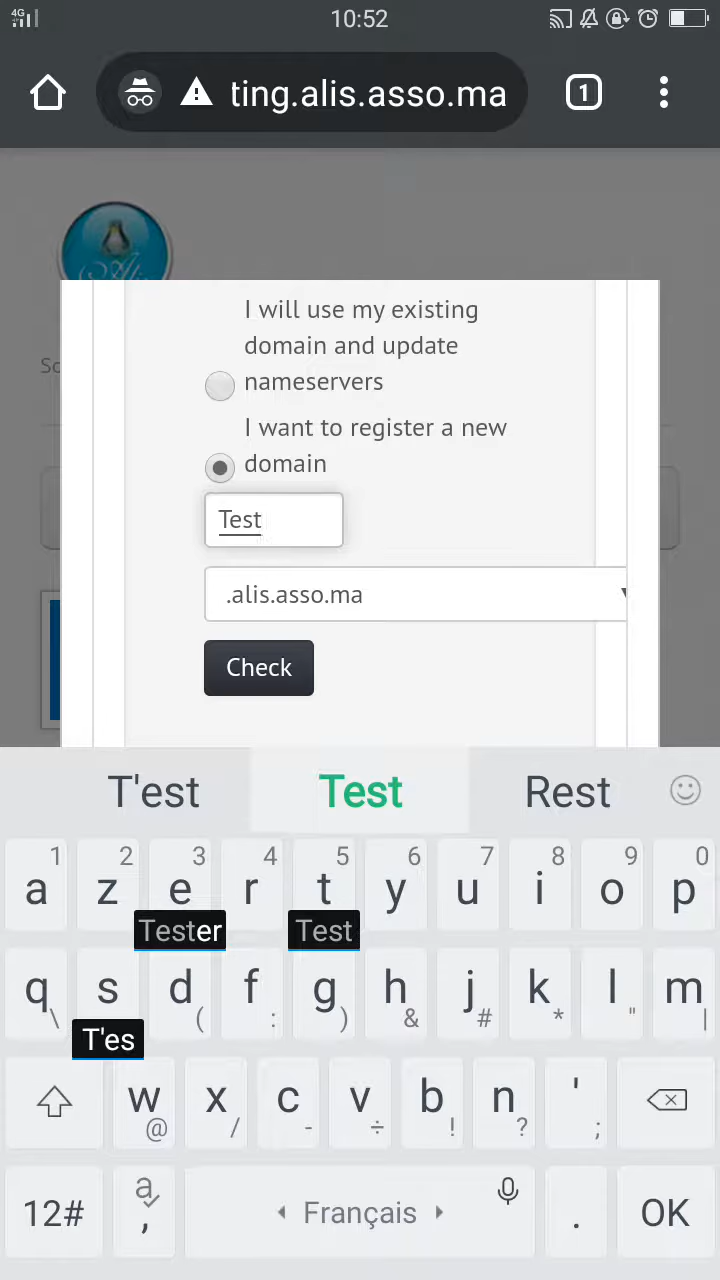 4G
10:52
ting.alis.asso.ma
1
Alis
So
I will use my existing
domain and update
nameservers
I want to register a new
domain
Test
.alis.asso.ma
Check
T'est Test Rest
1 2 3 4 5 6 7 8 9 0
a z e r t y u i o p
Tester Test
q s d f g h j k l m
\ ( : ) & # * " |
T'es
w x c v b n '
@ / - ÷ ! ? ;
12# a , Français . OK